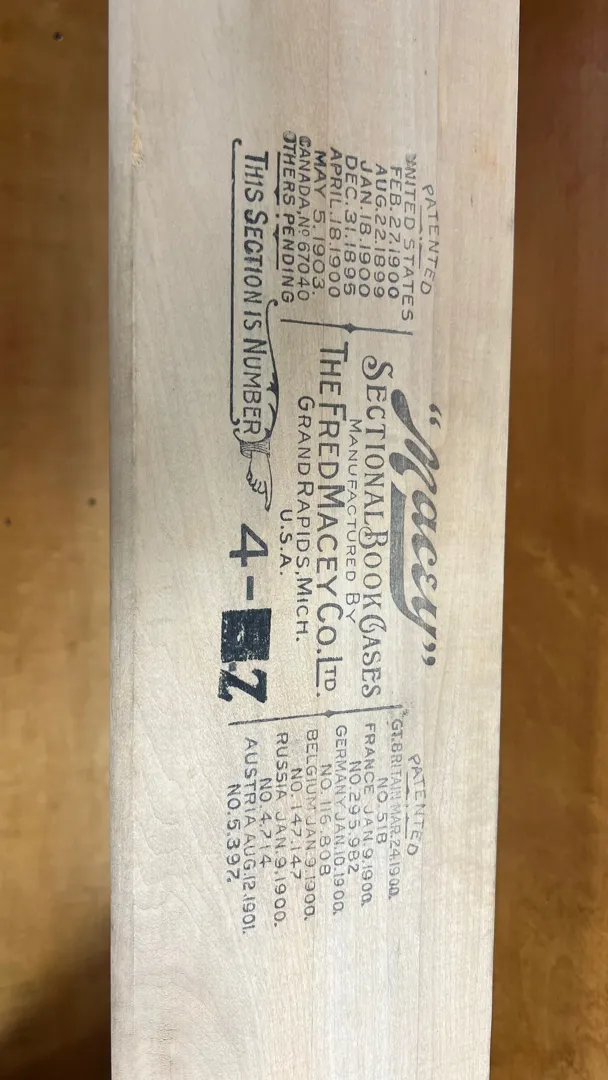 PATENTED
UNITED STATES
FEB. 27. 1900
AUG. 22. 1899
JAN. 18. 1900
DEC. 31. 1895
APRIL. 18. 1900
MAY 5. 1903.
CANADA, No 67040
OTHERS PENDING
THIS SECTION IS NUMBER
"Macey"
SECTIONAL BOOK CASES
MANUFACTURED BY
THE FRED MACEY CO. LTD.
GRAND RAPIDS, MICH.
U.S.A.
4-
PATENTED
GT. BRITAIN MAR. 24. 1900.
NO. 518
FRANCE JAN. 9. 1900.
NO. 295.982
GERMANY JAN. 10. 1900.
NO. 116.808
BELGIUM JAN. 9. 1900.
NO. 147.147
RUSSIA JAN. 9. 1900.
NO. 4.714
AUSTRIA AUG. 12. 1901.
NO. 5.397.